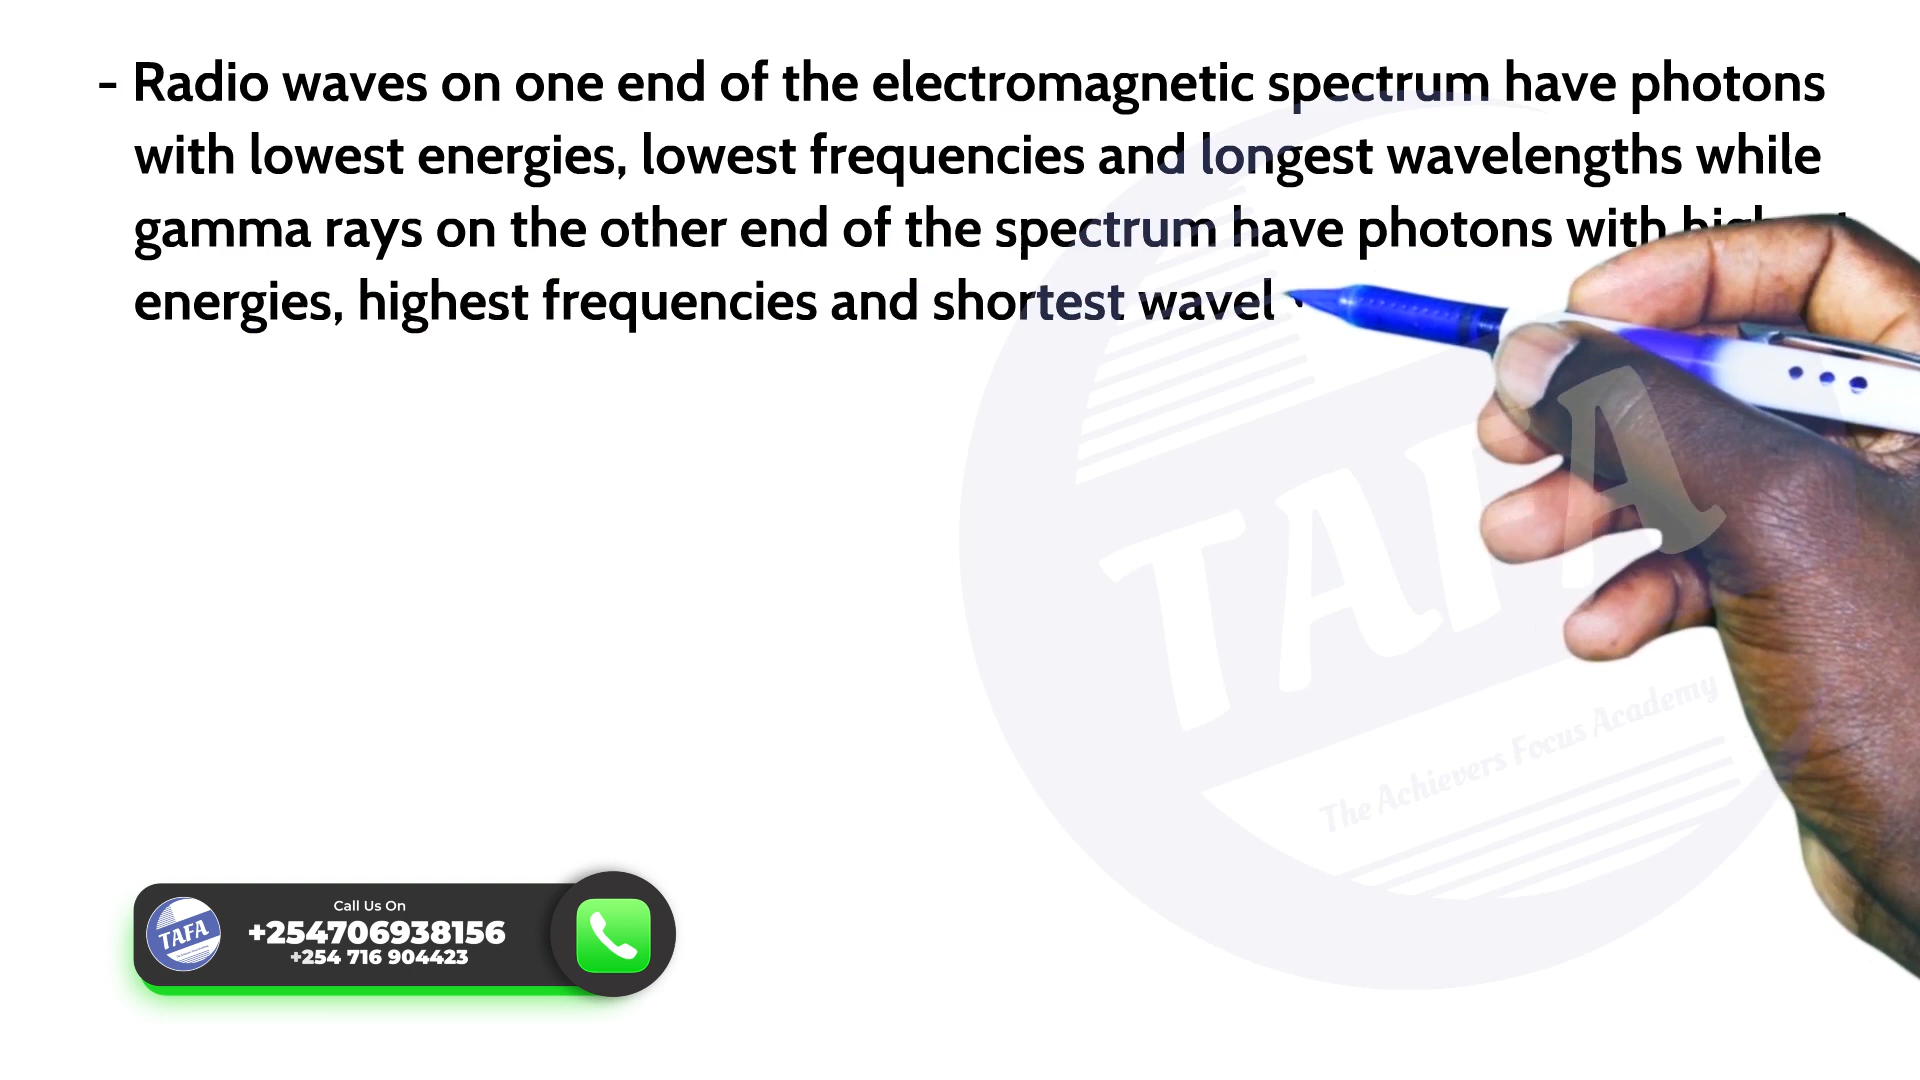 - Radio waves on one end of the electromagnetic spectrum have photons
with lowest energies, lowest frequencies and longest wavelengths while
gamma rays on the other end of the spectrum have photons with
energies, highest frequencies and shortest wavel
TAFA
The Achievers Focus Academy
Call Us On
+254706938156
+254 716 904423
TAFA